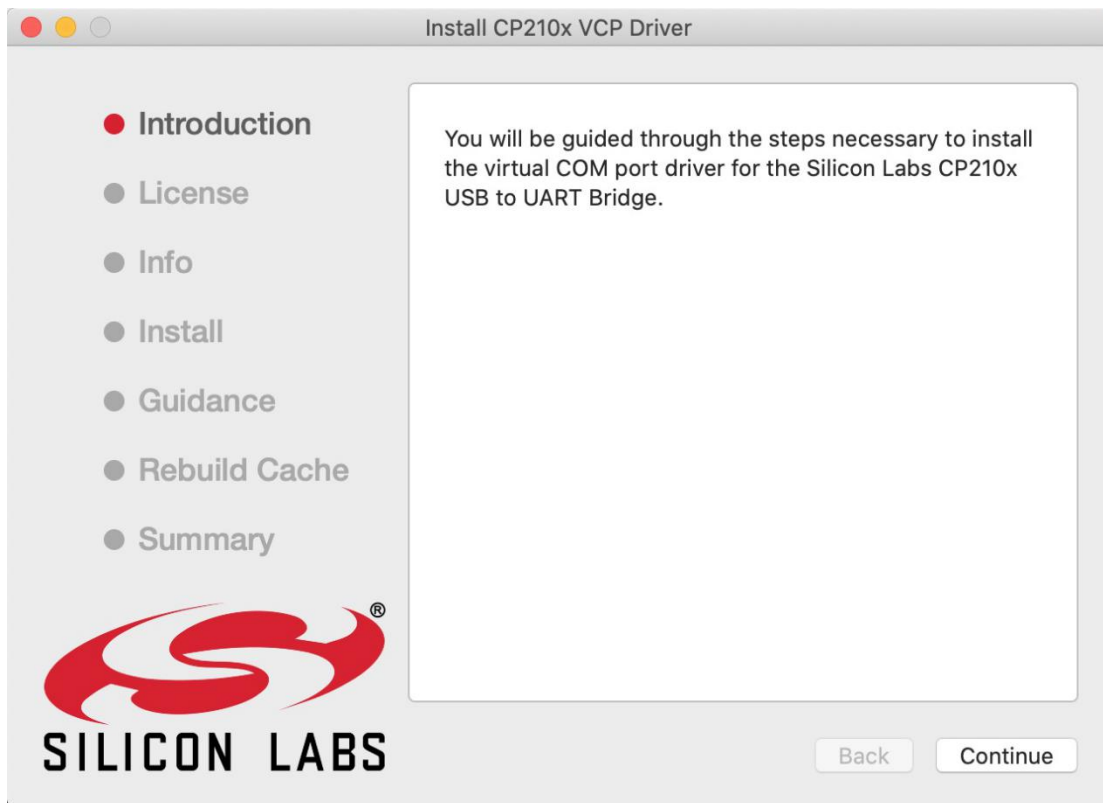 Install CP210x VCP Driver
Introduction
License
Info
Install
Guidance
Rebuild Cache
Summary
You will be guided through the steps necessary to install
the virtual COM port driver for the Silicon Labs CP210x
USB to UART Bridge.
®
SILICON LABS
Back
Continue